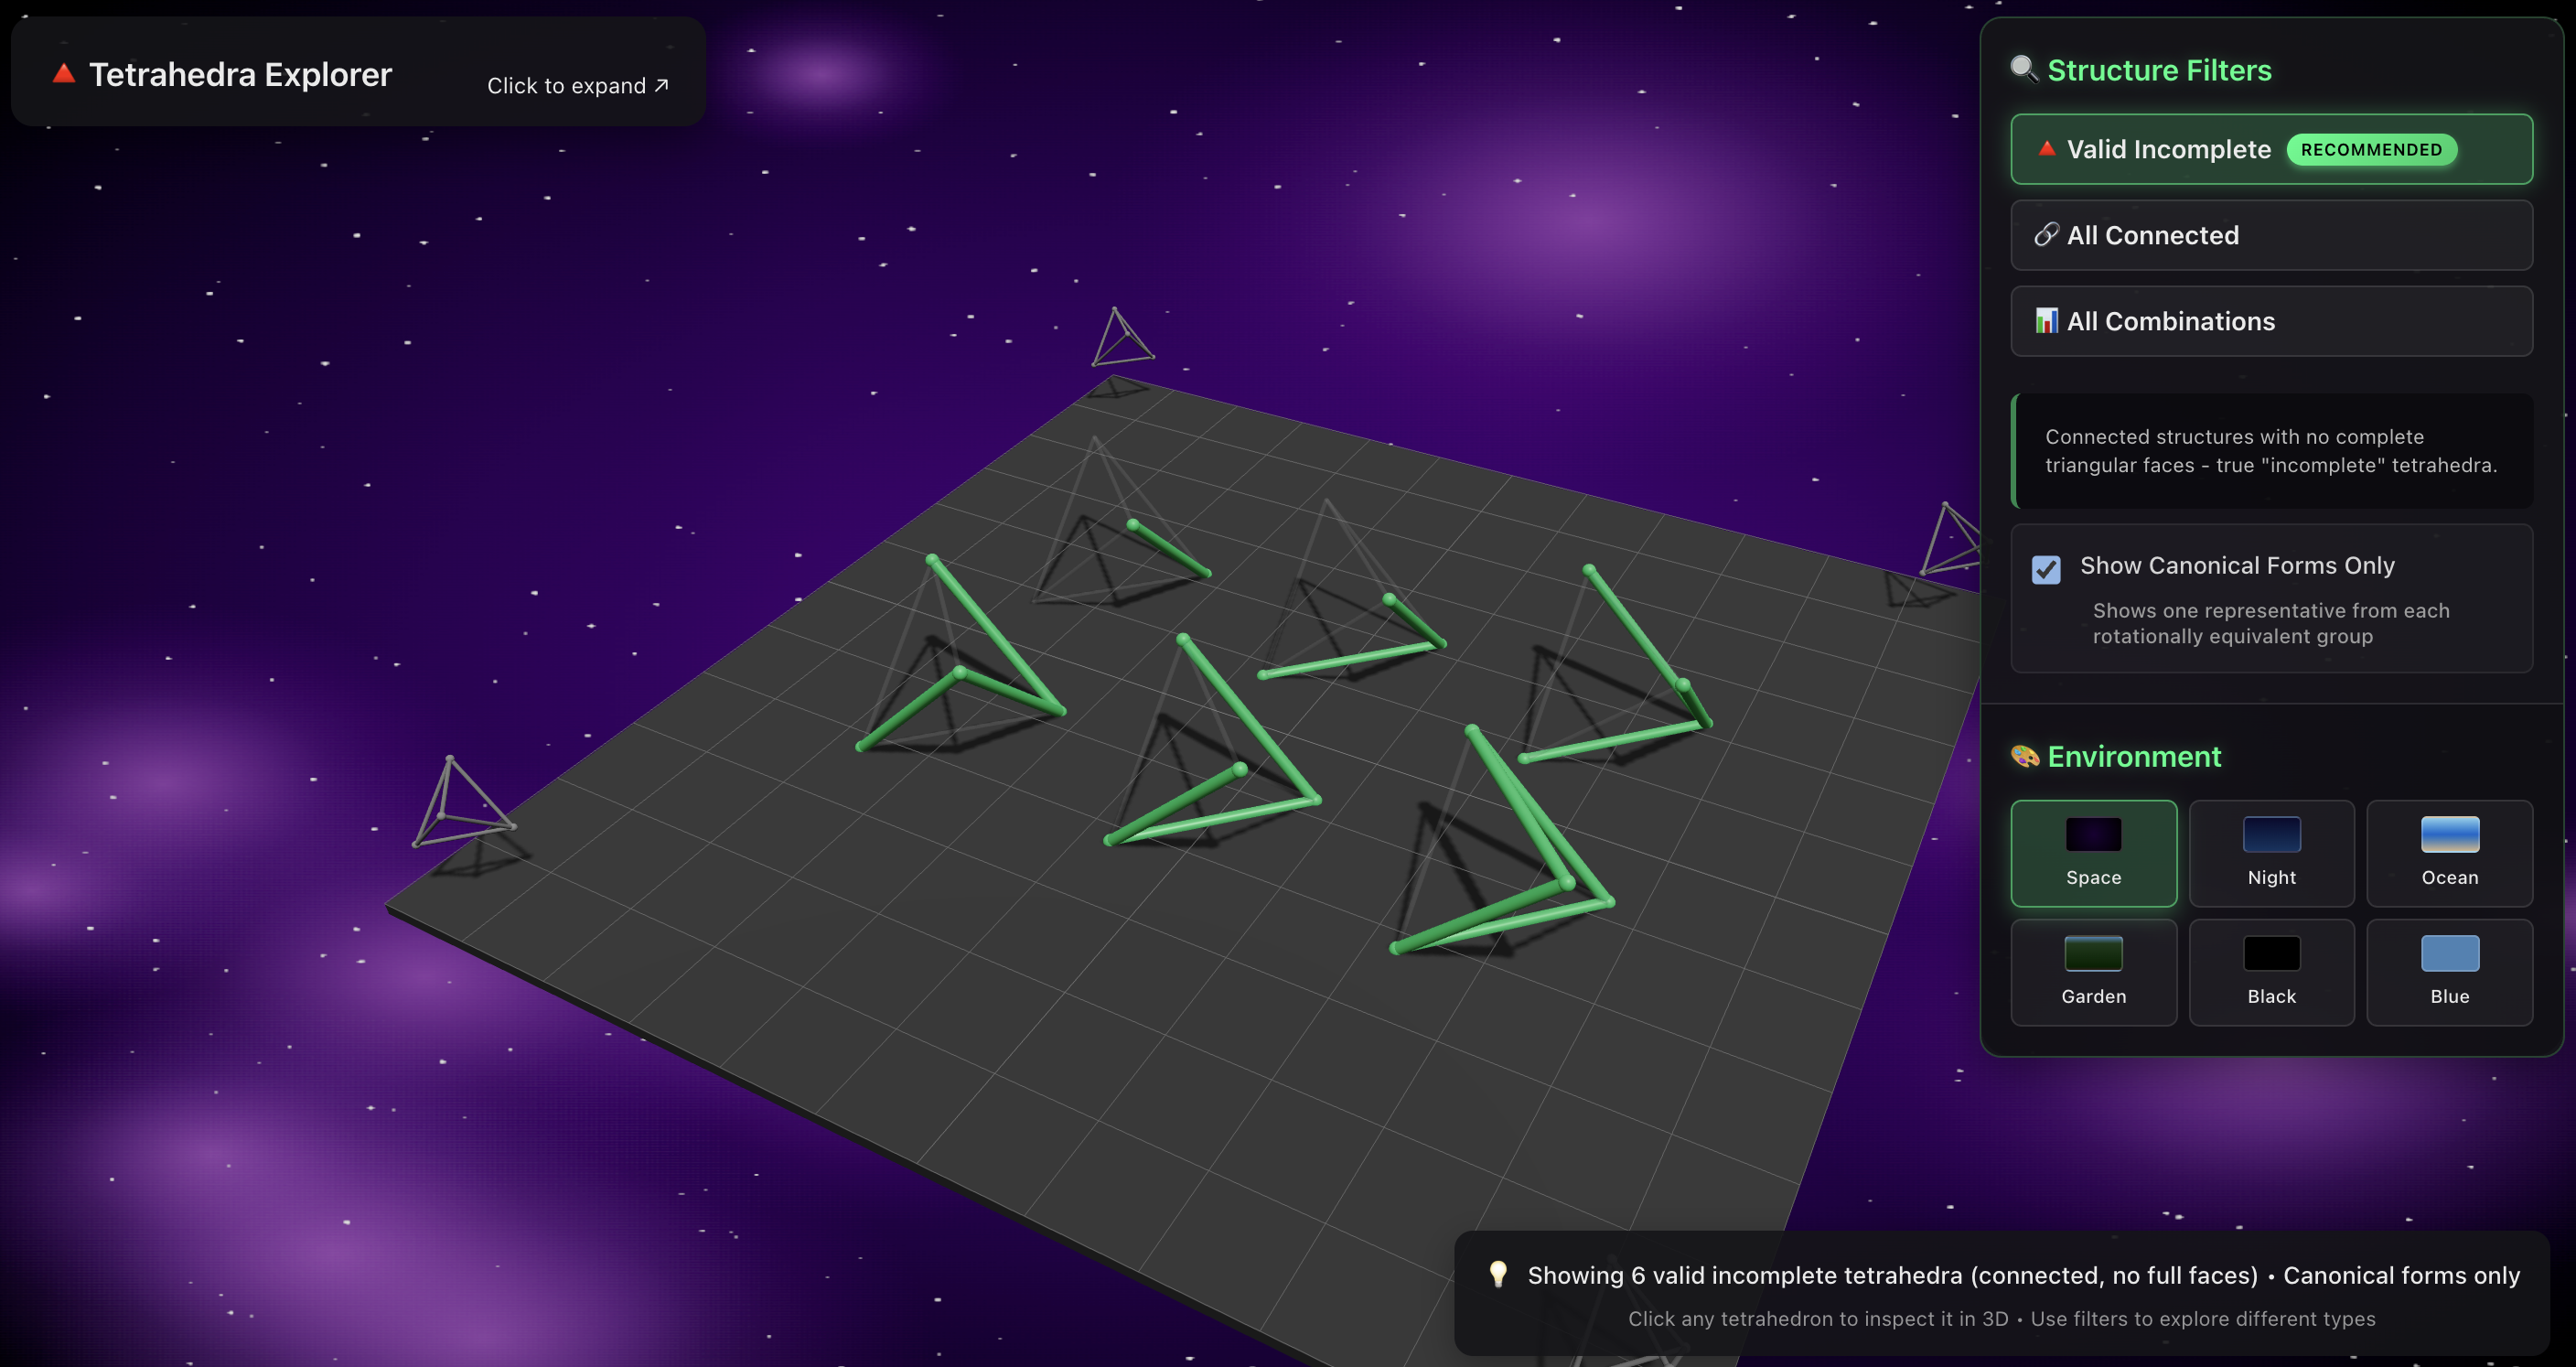 Tetrahedra Explorer
Click to expand ↗
Structure Filters
Valid Incomplete RECOMMENDED
All Connected
All Combinations
Connected structures with no complete
triangular faces - true "incomplete" tetrahedra.
Show Canonical Forms Only
Shows one representative from each
rotationally equivalent group
Environment
Space
Night
Ocean
Garden
Black
Blue
Showing 6 valid incomplete tetrahedra (connected, no full faces) • Canonical forms only
Click any tetrahedron to inspect it in 3D • Use filters to explore different types